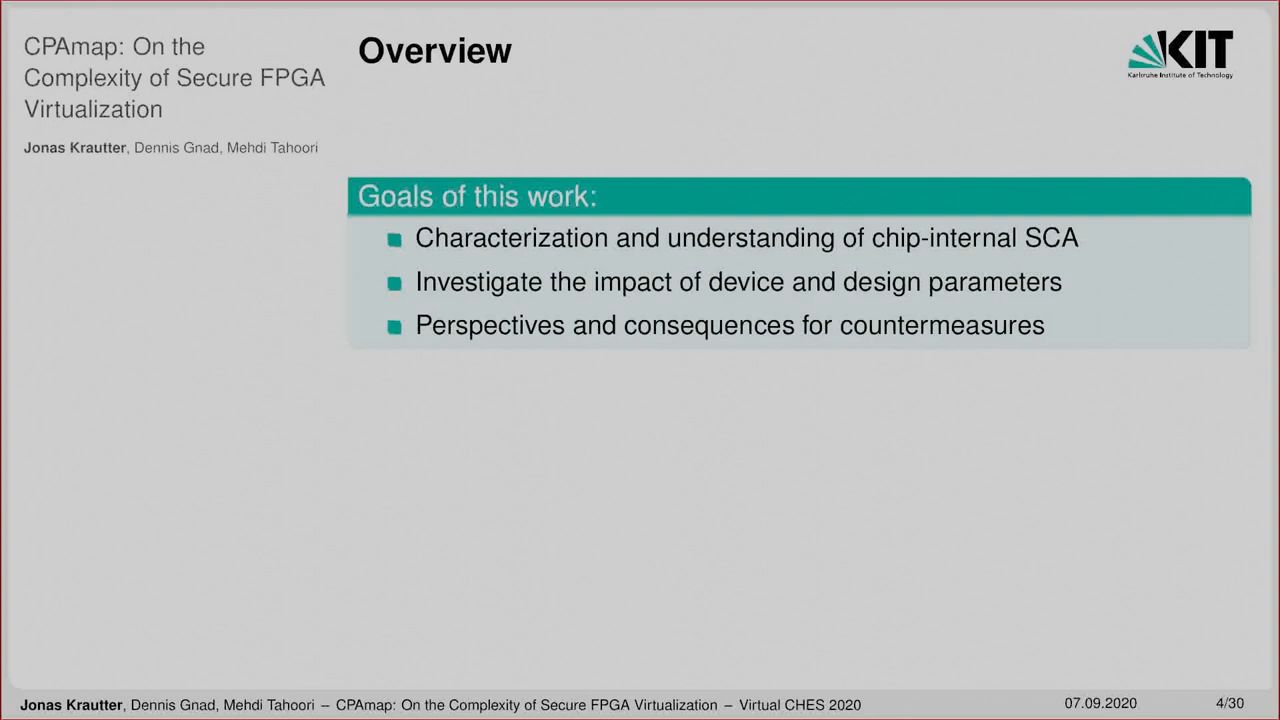 CPAmap: On the
Complexity of Secure FPGA
Virtualization
Jonas Krautter, Dennis Gnad, Mehdi Tahoori
Overview
KIT
Karlsruhe Institute of Technology
Goals of this work:
Characterization and understanding of chip-internal SCA
Investigate the impact of device and design parameters
Perspectives and consequences for countermeasures
Jonas Krautter, Dennis Gnad, Mehdi Tahoori – CPAmap: On the Complexity of Secure FPGA Virtualization – Virtual CHES 2020 07.09.2020 4/30